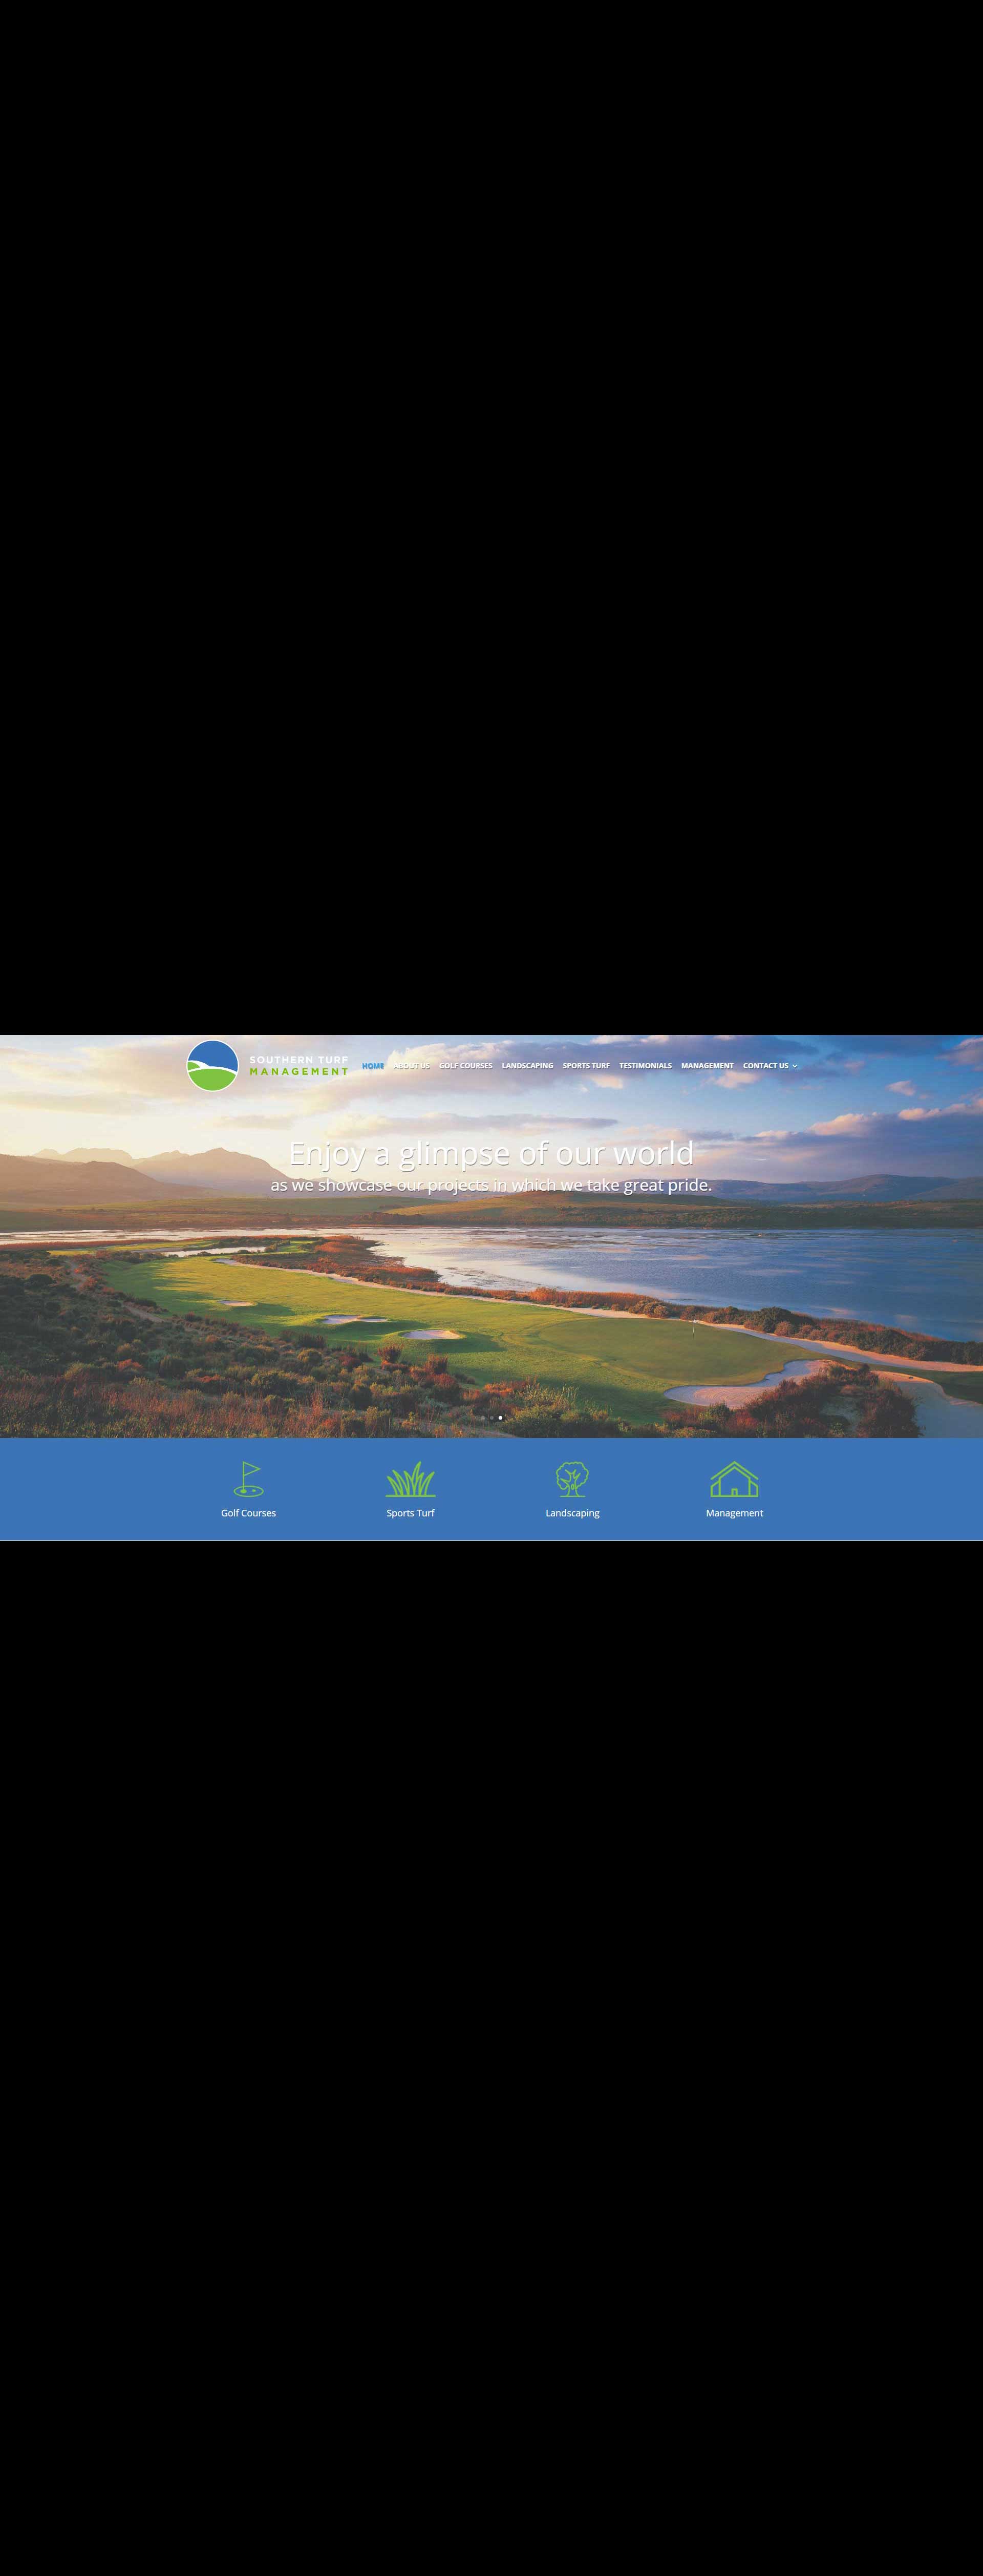 SOUTHERN TURF
MANAGEMENT
HOME ABOUT US GOLF COURSES LANDSCAPING SPORTS TURF TESTIMONIALS MANAGEMENT CONTACT US
Enjoy a glimpse of our world
as we showcase our projects in which we take great pride.
Golf Courses Sports Turf Landscaping Management